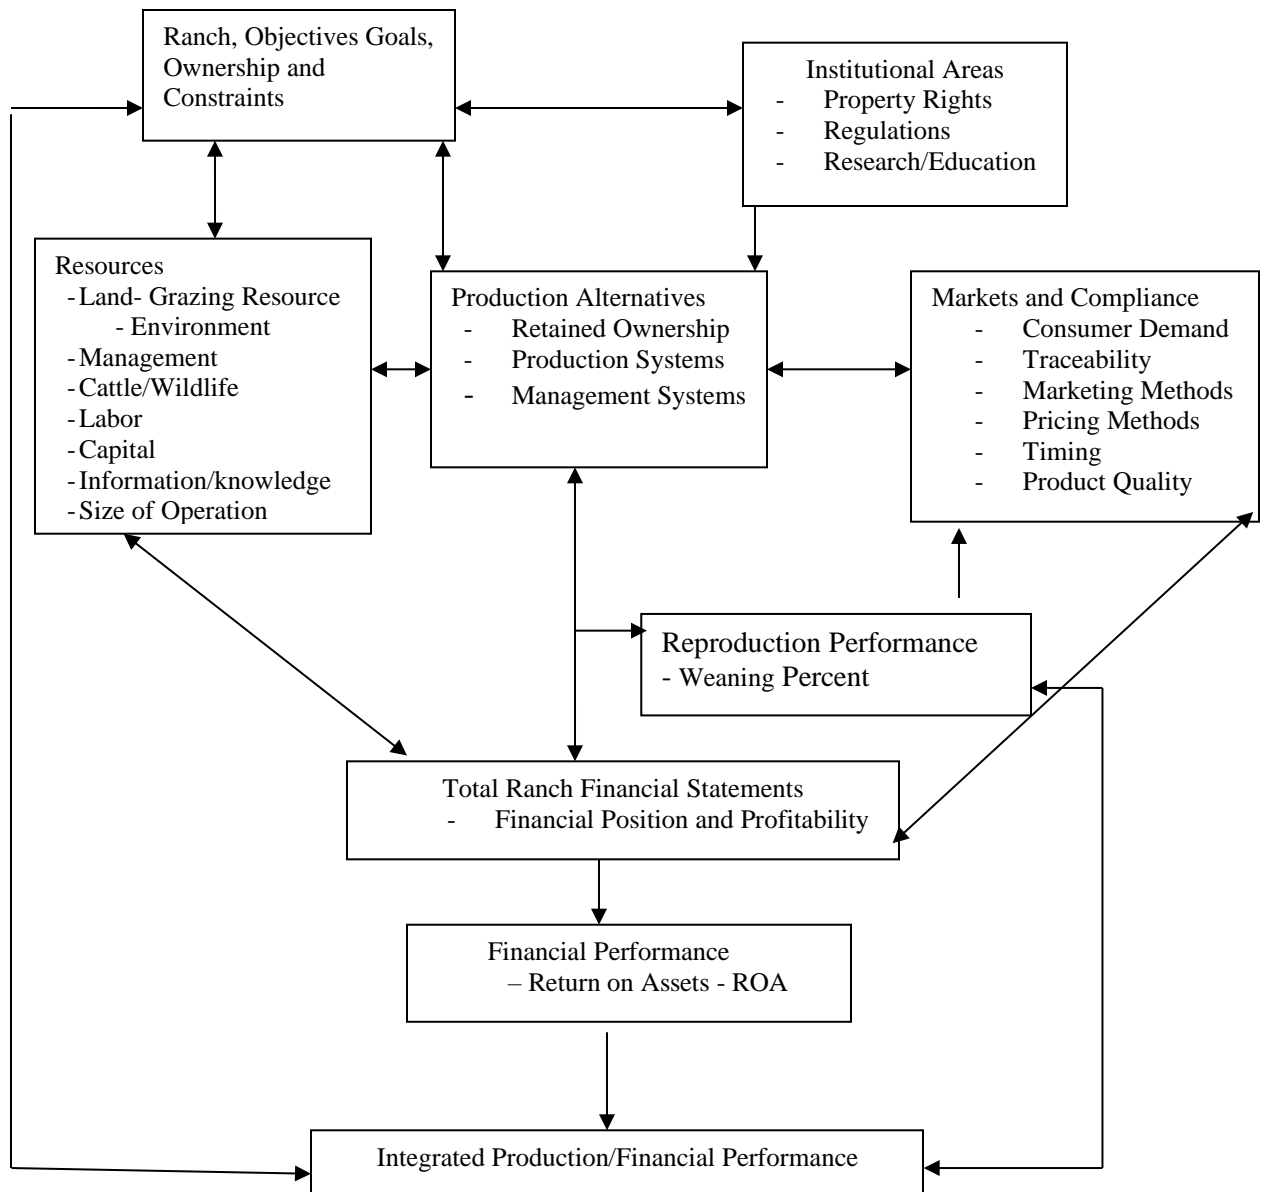 Ranch, Objectives Goals,
Ownership and
Constraints
Institutional Areas
- Property Rights
- Regulations
- Research/Education
Resources
-Land- Grazing Resource
- Environment
-Management
-Cattle/Wildlife
-Labor
-Capital
-Information/knowledge
-Size of Operation
Production Alternatives
- Retained Ownership
- Production Systems
- Management Systems
Markets and Compliance
- Consumer Demand
- Traceability
- Marketing Methods
- Pricing Methods
- Timing
- Product Quality
Reproduction Performance
- Weaning Percent
Total Ranch Financial Statements
- Financial Position and Profitability
Financial Performance
– Return on Assets - ROA
Integrated Production/Financial Performance